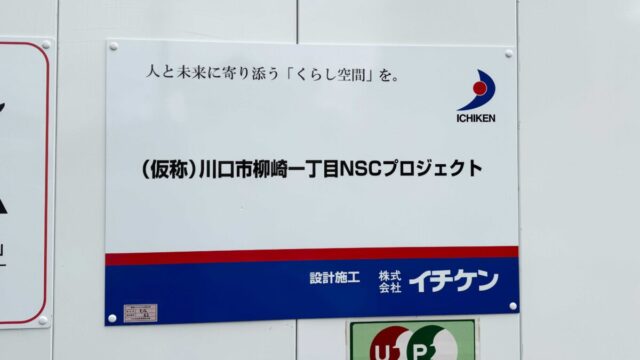 人と未来に寄り添う「くらし空間」を。
ICHIKEN
(仮称)川口市柳崎一丁目NSCプロジェクト
設計施工 株式会社 イチケン
U P